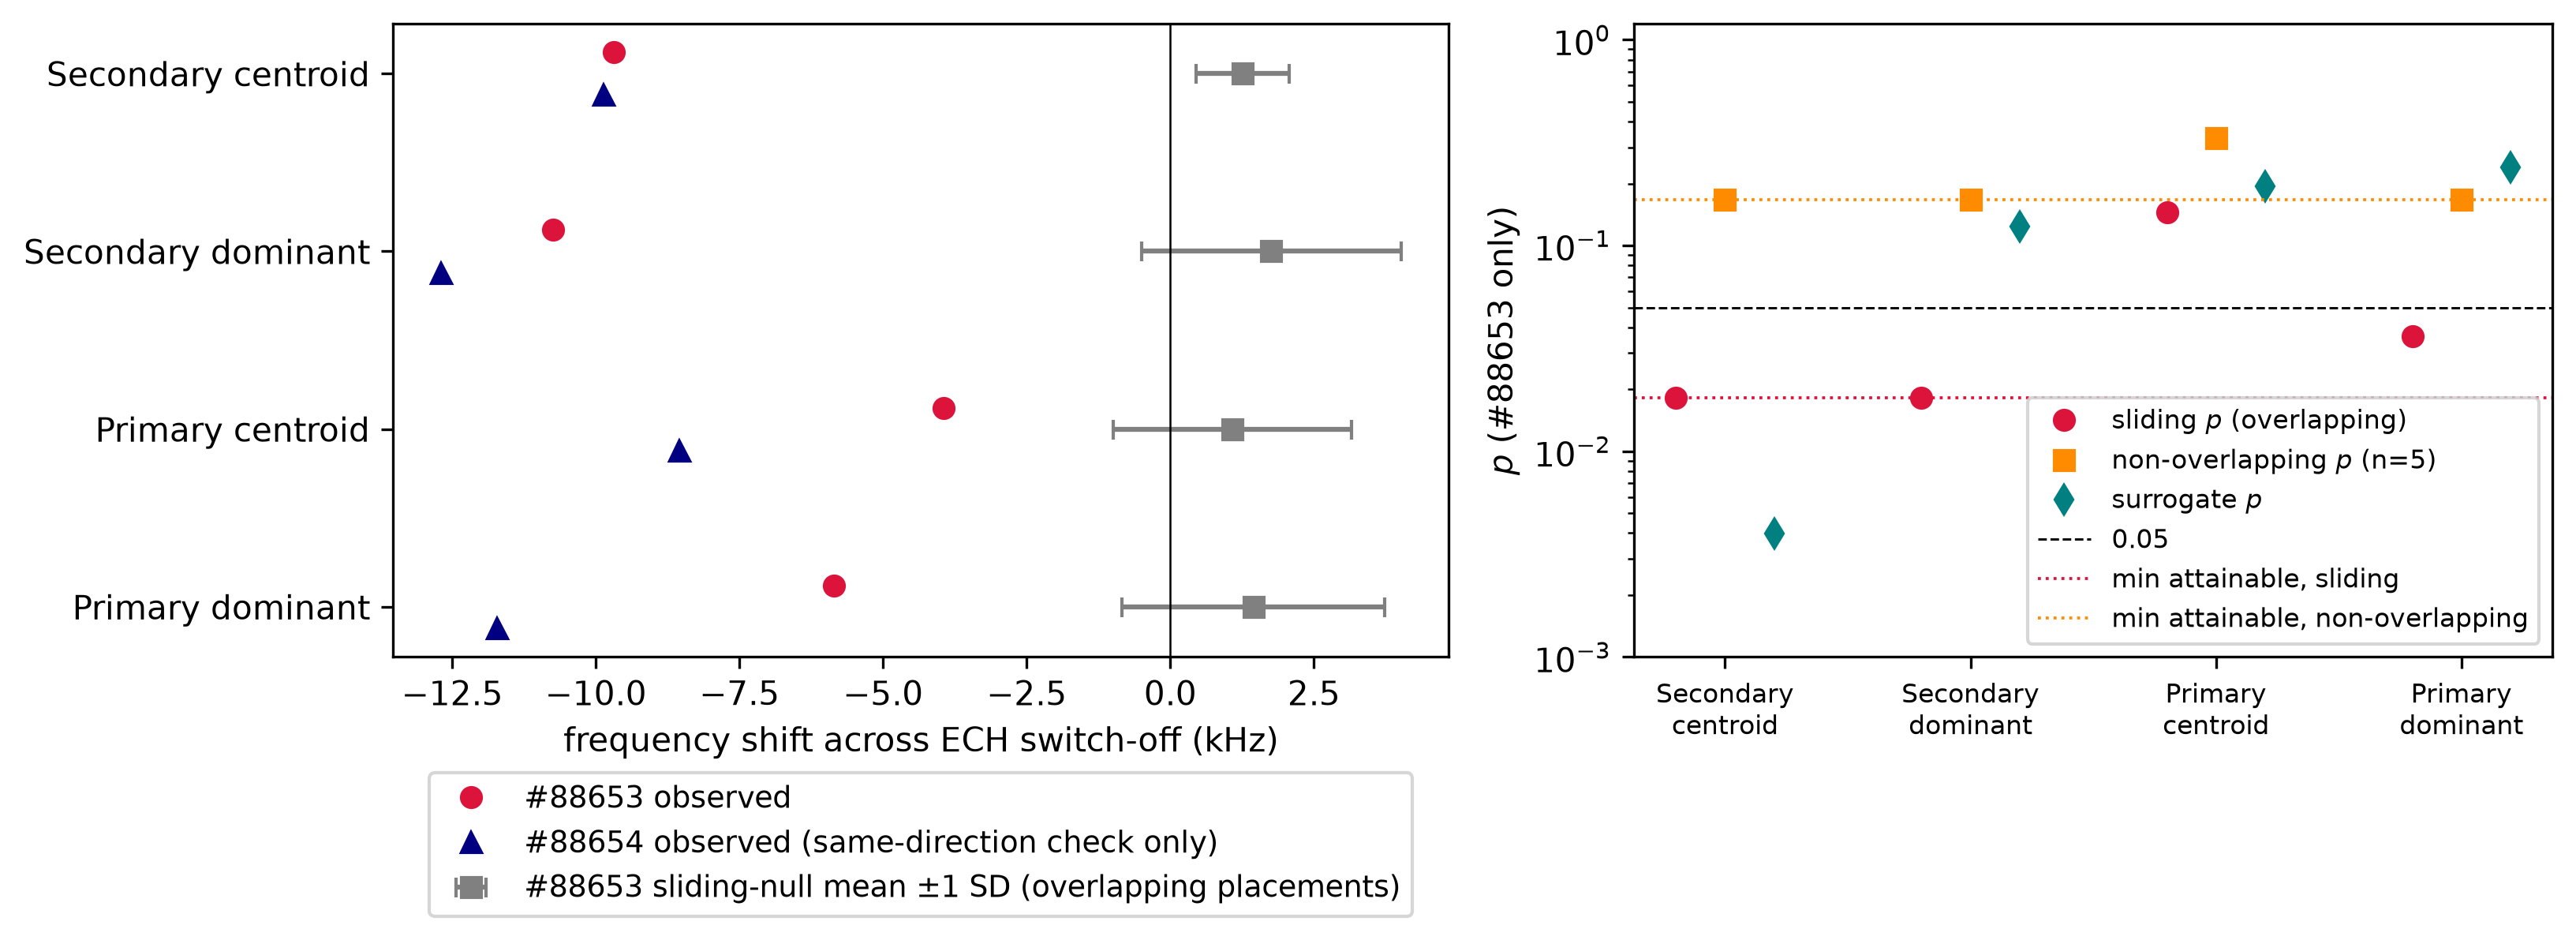 Secondary centroid
Secondary dominant
Primary centroid
Primary dominant
−12.5 −10.0 −7.5 −5.0 −2.5 0.0 2.5
frequency shift across ECH switch-off (kHz)
#88653 observed
#88654 observed (same-direction check only)
#88653 sliding-null mean ±1 SD (overlapping placements)
p (#88653 only)
10⁰
10⁻¹
10⁻²
10⁻³
sliding p (overlapping)
non-overlapping p (n=5)
surrogate p
0.05
min attainable, sliding
min attainable, non-overlapping
Secondary
centroid
Secondary
dominant
Primary
centroid
Primary
dominant